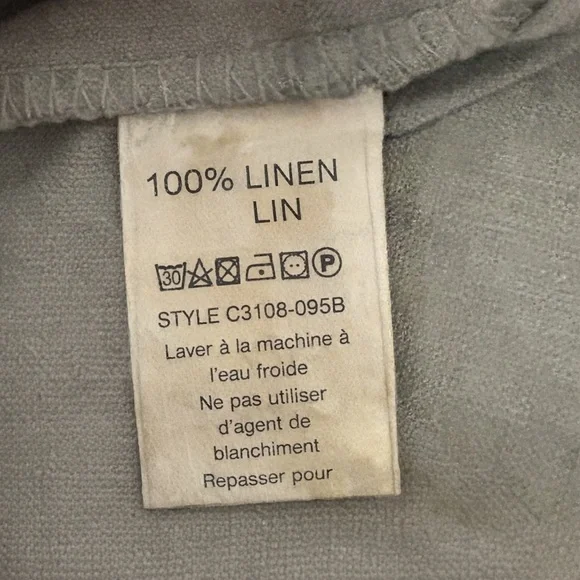 100% LINEN
LIN
30 P
STYLE C3108-095B
Laver à la machine à
l'eau froide
Ne pas utiliser
d'agent de
blanchiment
Repasser pour